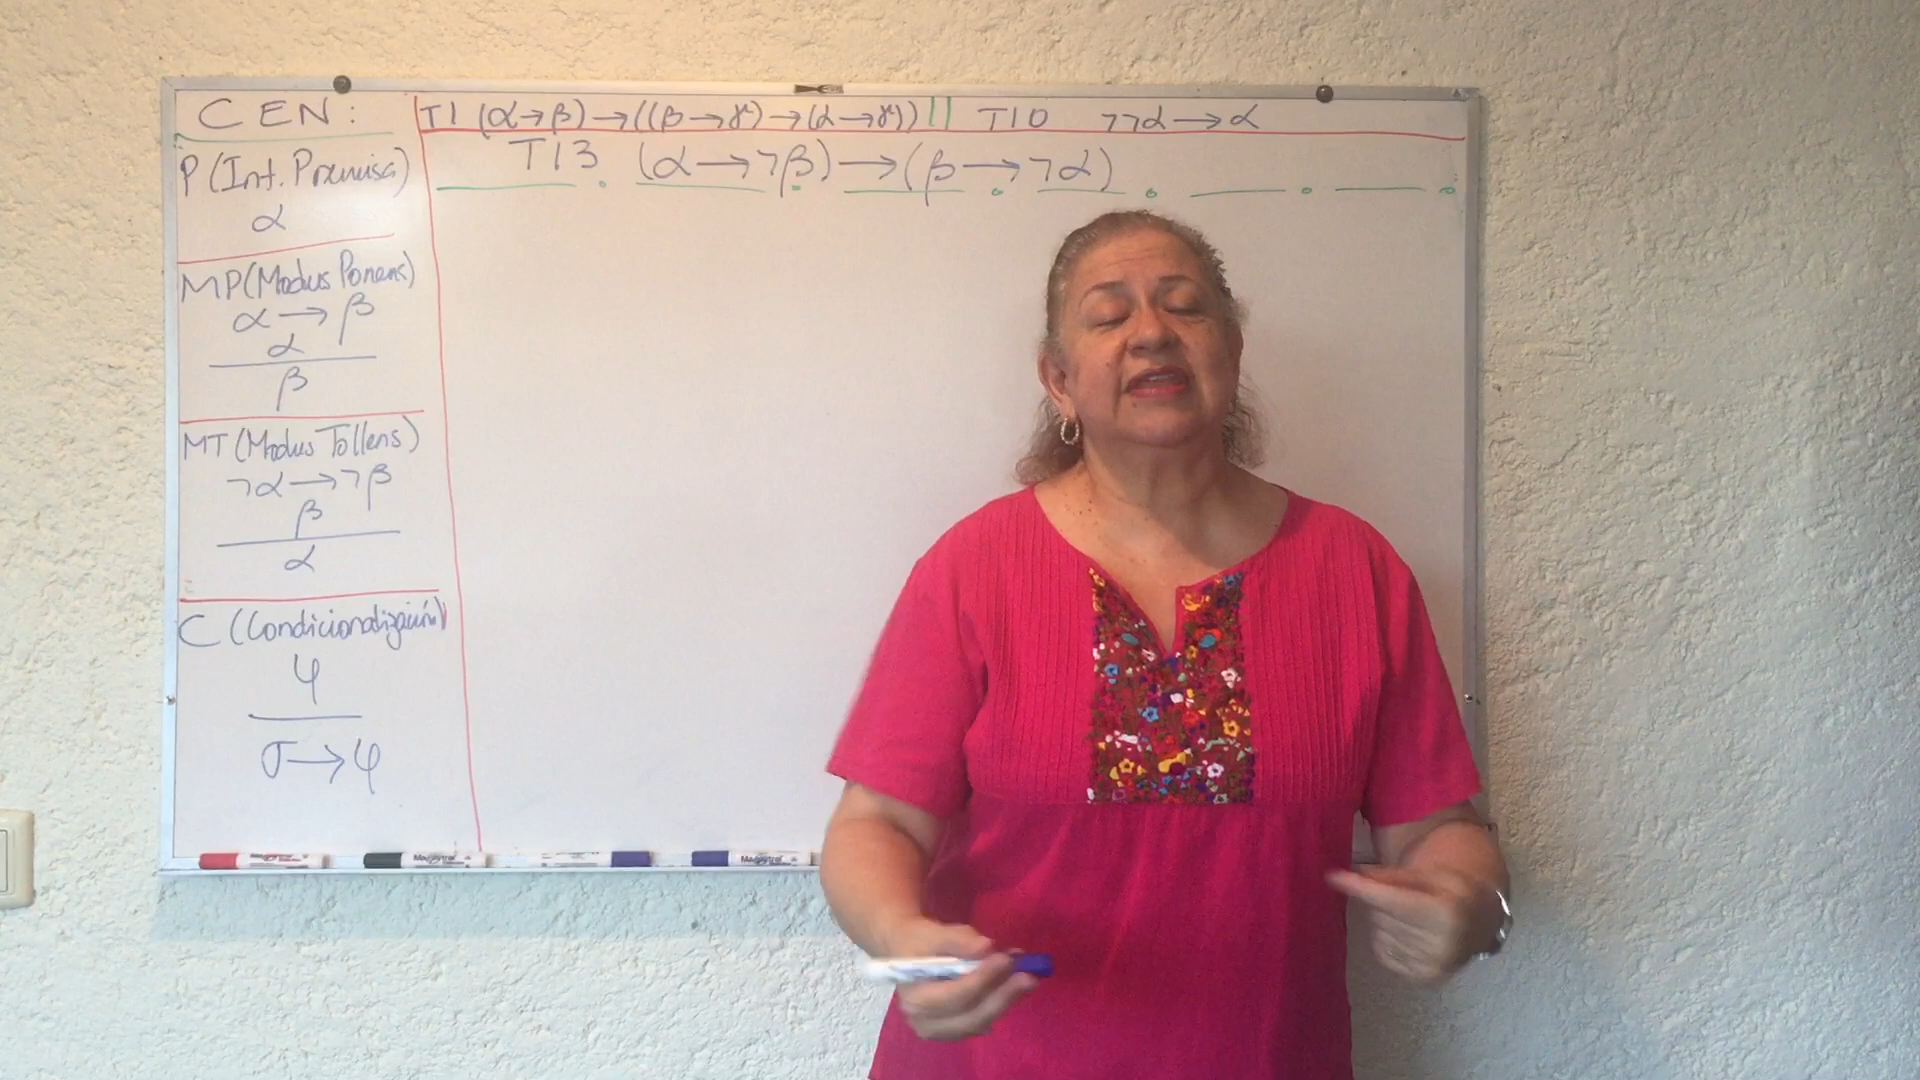 CEN:
T1 (α→β)→((β→γ)→(α→γ)) || T10 ¬¬α→α
T13 (α→¬β)→(β→¬α)
P (Int. Premisa)
α
MP (Modus Ponens)
α→β
α
β
MT (Modus Tollens)
¬α→¬β
β
α
C (Condicionalización)
φ
σ→φ